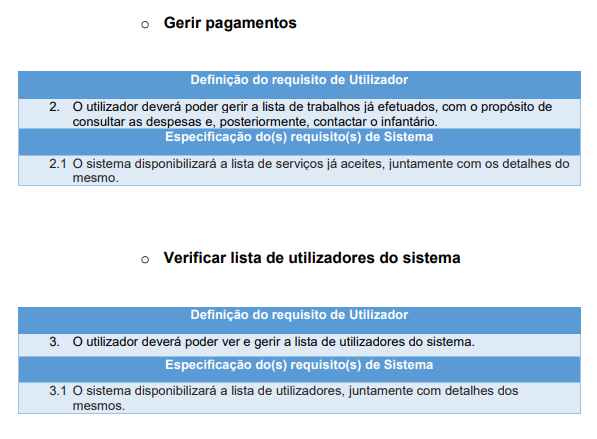 ○ Gerir pagamentos
Definição do requisito de Utilizador
2. O utilizador deverá poder gerir a lista de trabalhos já efetuados, com o propósito de
consultar as despesas e, posteriormente, contactar o infantário.
Especificação do(s) requisito(s) de Sistema
2.1 O sistema disponibilizará a lista de serviços já aceites, juntamente com os detalhes do
mesmo.
○ Verificar lista de utilizadores do sistema
Definição do requisito de Utilizador
3. O utilizador deverá poder ver e gerir a lista de utilizadores do sistema.
Especificação do(s) requisito(s) de Sistema
3.1 O sistema disponibilizará a lista de utilizadores, juntamente com detalhes dos
mesmos.